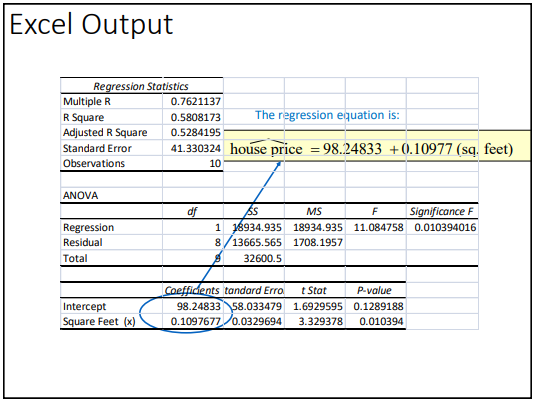 Excel Output
Regression Statistics
Multiple R 0.7621137
R Square 0.5808173
The regression equation is:
Adjusted R Square 0.5284195
Standard Error 41.330324
house price = 98.24833 + 0.10977 (sq. feet)
Observations 10
ANOVA
df SS MS F Significance F
Regression 1 18934.935 18934.935 11.084758 0.010394016
Residual 8 13665.565 1708.1957
Total 9 32600.5
Coefficients tandard Erro t Stat P-value
Intercept 98.24833 58.033479 1.6929595 0.1289188
Square Feet (x) 0.1097677 0.0329694 3.329378 0.010394